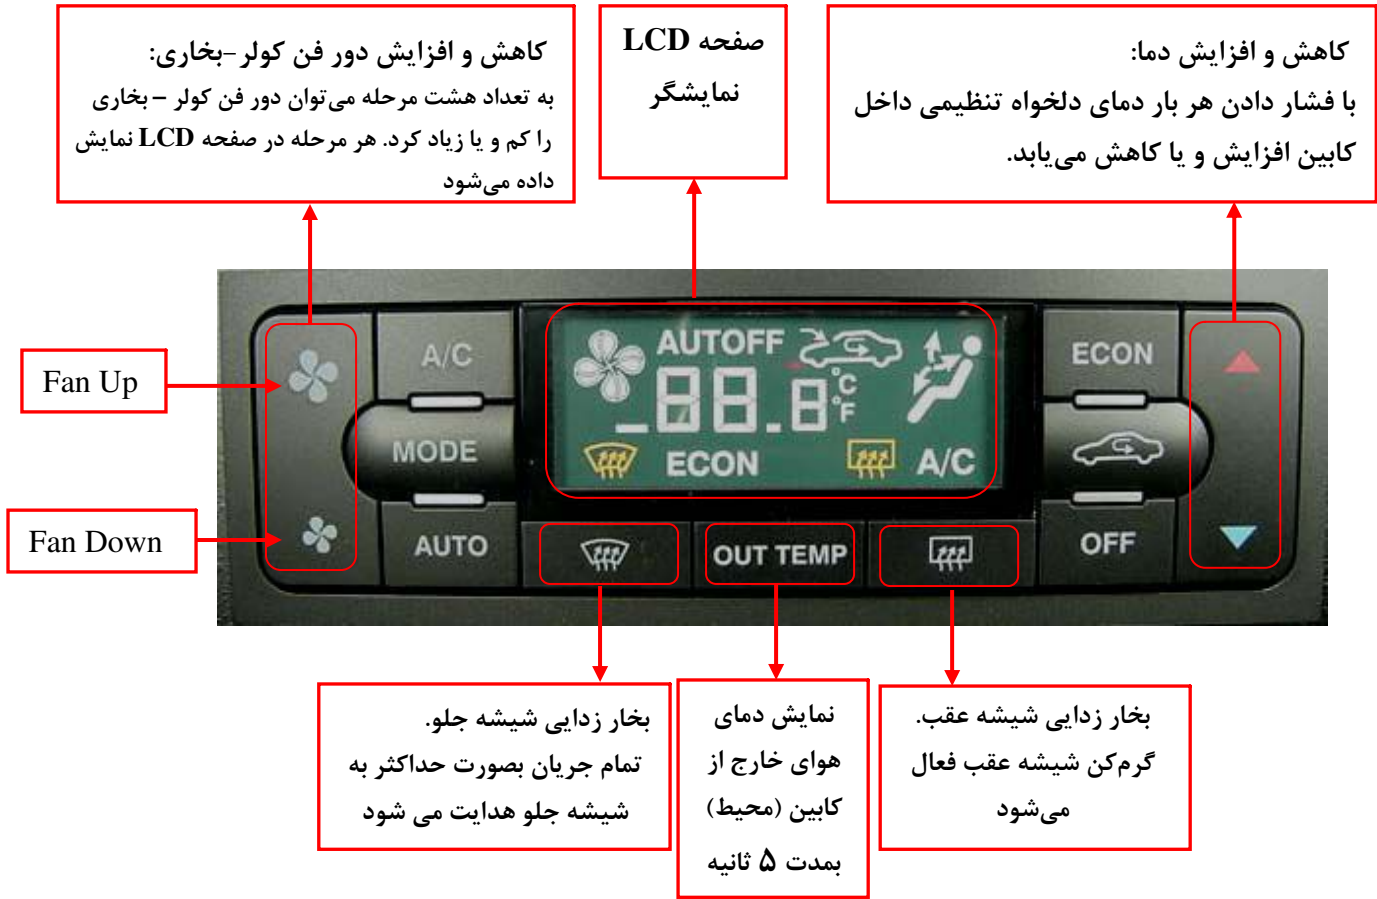 کاهش و افزایش دور فن کولر –بخاری:
به تعداد هشت مرحله می‌توان دور فن کولر – بخاری
را کم و یا زیاد کرد. هر مرحله در صفحه LCD نمایش
داده می‌شود
صفحه LCD
نمایشگر
کاهش و افزایش دما:
با فشار دادن هر بار دمای دلخواه تنظیمی داخل
کابین افزایش و یا کاهش می‌یابد.
Fan Up
Fan Down
A/C
MODE
AUTO
AUTOFF
-88.8 °C
°F
ECON
A/C
ECON
OFF
OUT TEMP
بخار زدایی شیشه جلو.
تمام جریان بصورت حداکثر به
شیشه جلو هدایت می شود
نمایش دمای
هوای خارج از
کابین (محیط)
بمدت ۵ ثانیه
بخار زدایی شیشه عقب.
گرم‌کن شیشه عقب فعال
می‌شود